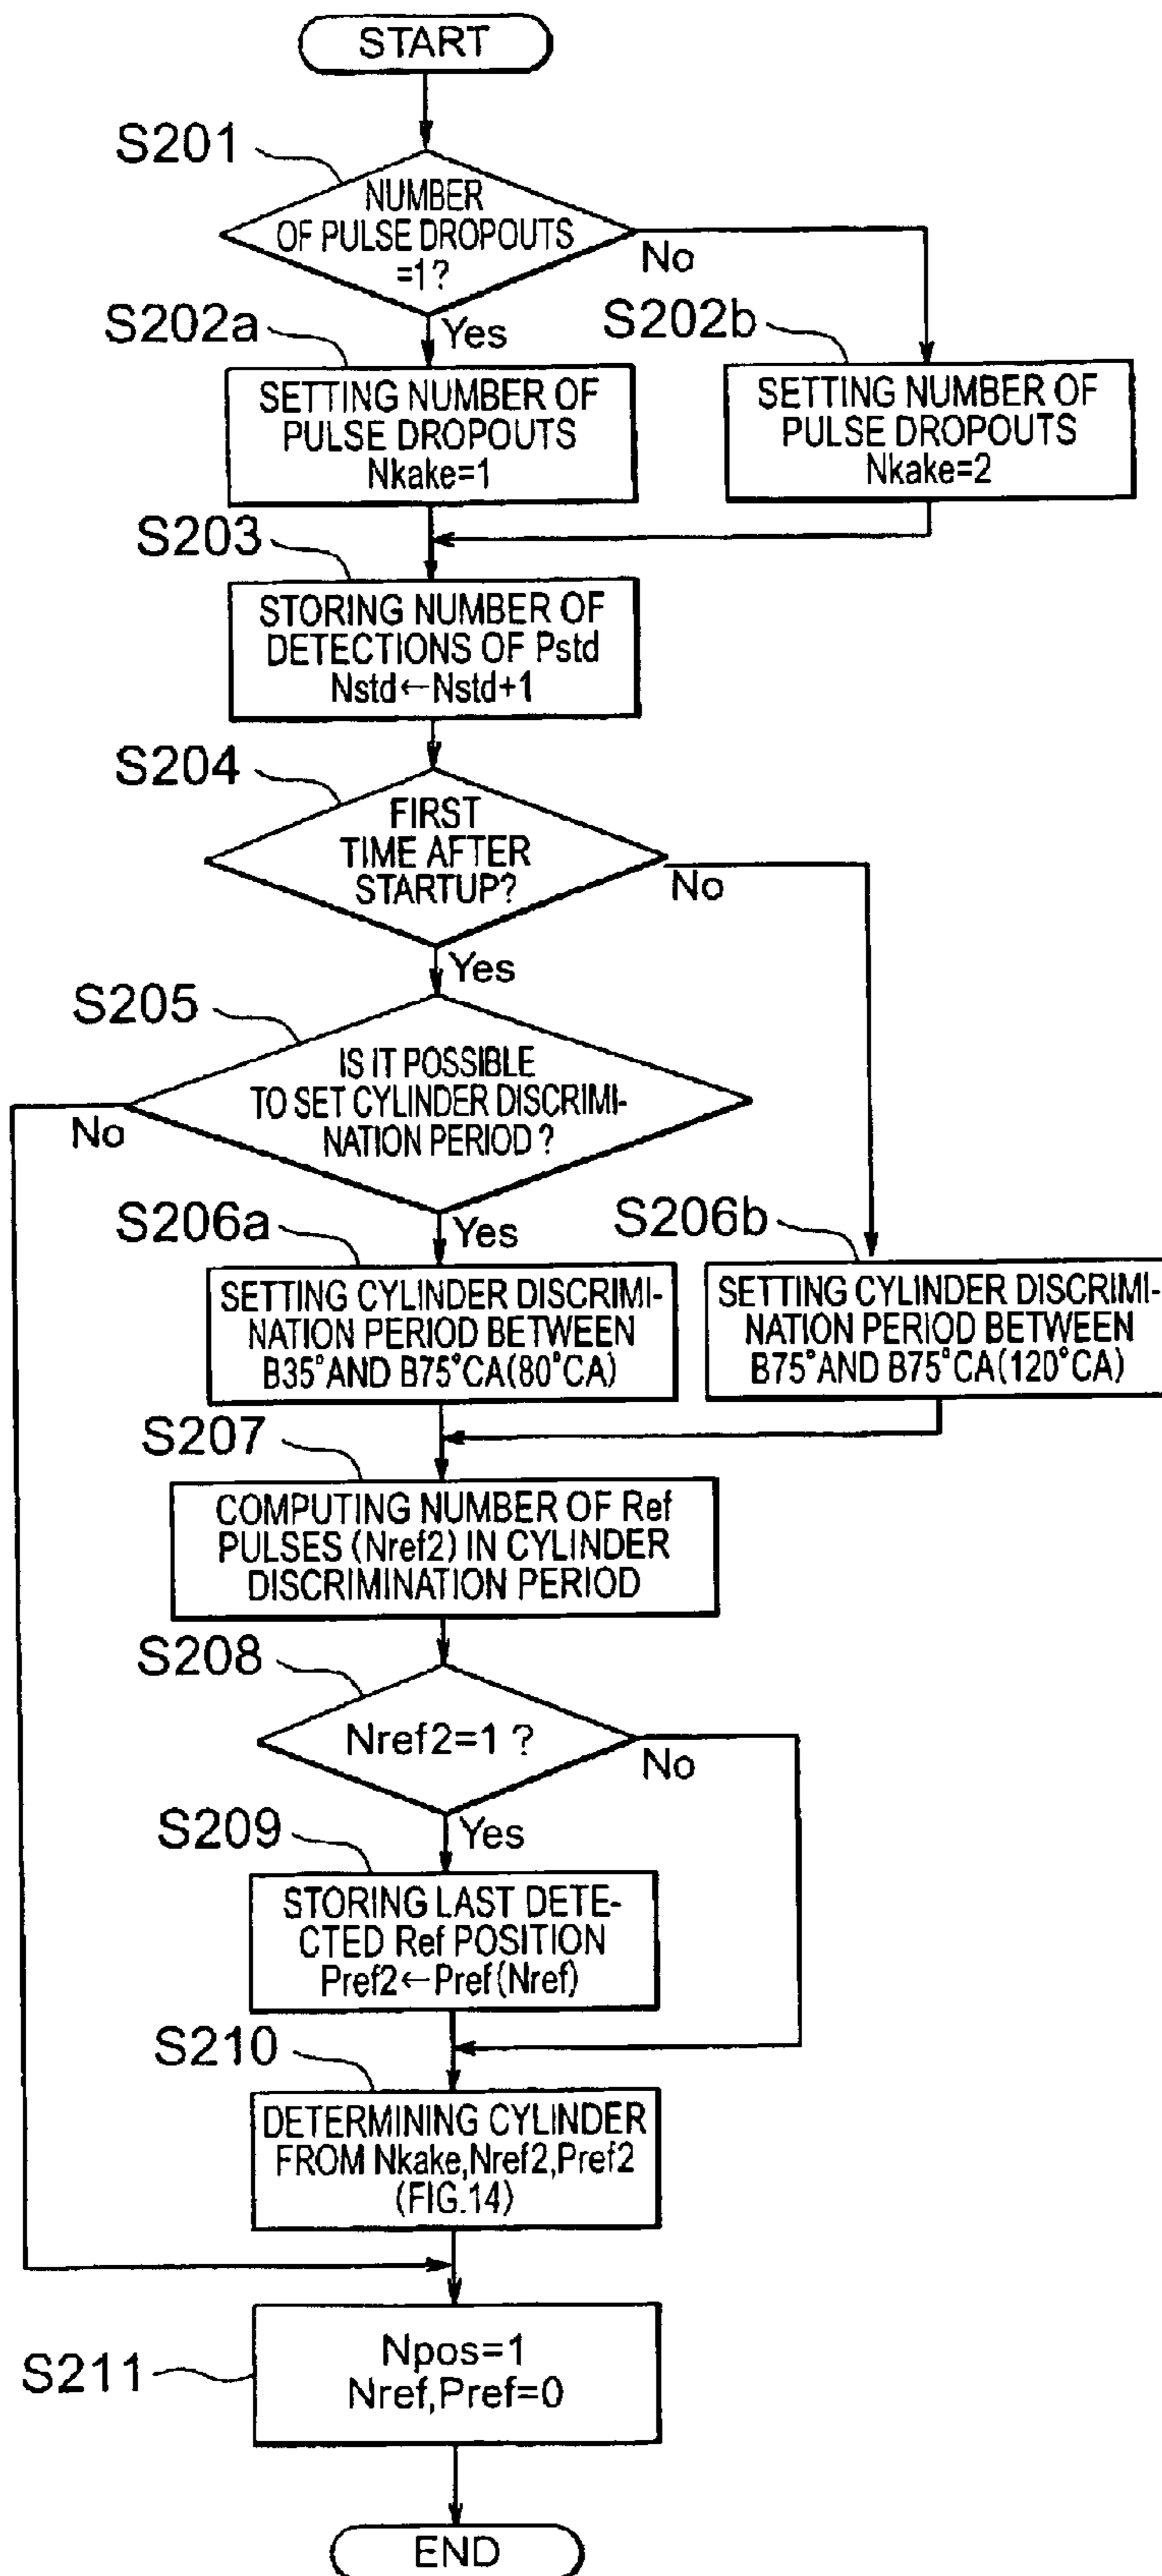 START
S201
NUMBER
OF PULSE DROPOUTS
=1?
No
Yes
S202a
SETTING NUMBER OF
PULSE DROPOUTS
Nkake=1
S202b
SETTING NUMBER OF
PULSE DROPOUTS
Nkake=2
S203
STORING NUMBER OF
DETECTIONS OF Pstd
Nstd←Nstd+1
S204
FIRST
TIME AFTER
STARTUP?
No
Yes
S205
IS IT POSSIBLE
TO SET CYLINDER DISCRIMI-
NATION PERIOD ?
No
Yes
S206a
SETTING CYLINDER DISCRIMI-
NATION PERIOD BETWEEN
B35°AND B75°CA(80°CA)
S206b
SETTING CYLINDER DISCRIMI-
NATION PERIOD BETWEEN
B75°AND B75°CA(120°CA)
S207
COMPUTING NUMBER OF Ref
PULSES (Nref2) IN CYLINDER
DISCRIMINATION PERIOD
S208
Nref2=1 ?
No
Yes
S209
STORING LAST DETE-
CTED Ref POSITION
Pref2←Pref(Nref)
S210
DETERMINING CYLINDER
FROM Nkake,Nref2,Pref2
(FIG.14)
S211
Npos=1
Nref,Pref=0
END